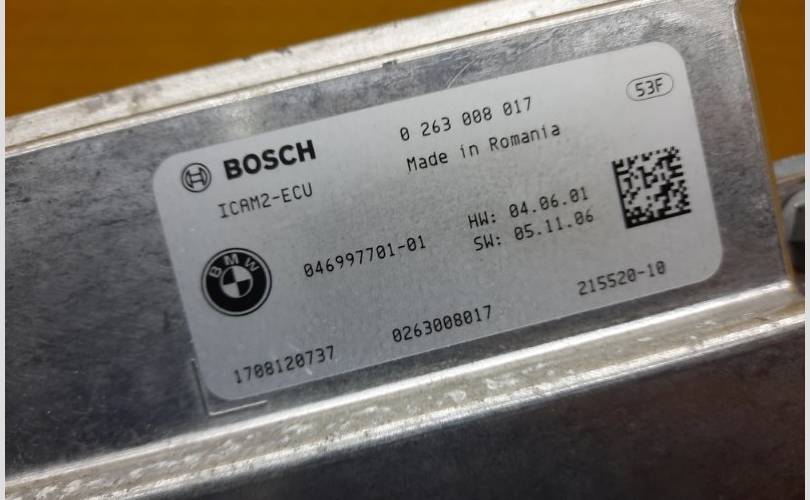 BOSCH
0 263 008 017
53F
ICAM2-ECU
Made in Romania
BMW
046997701-01
HW: 04.06.01
SW: 05.11.06
1708120737
0263008017
215520-10